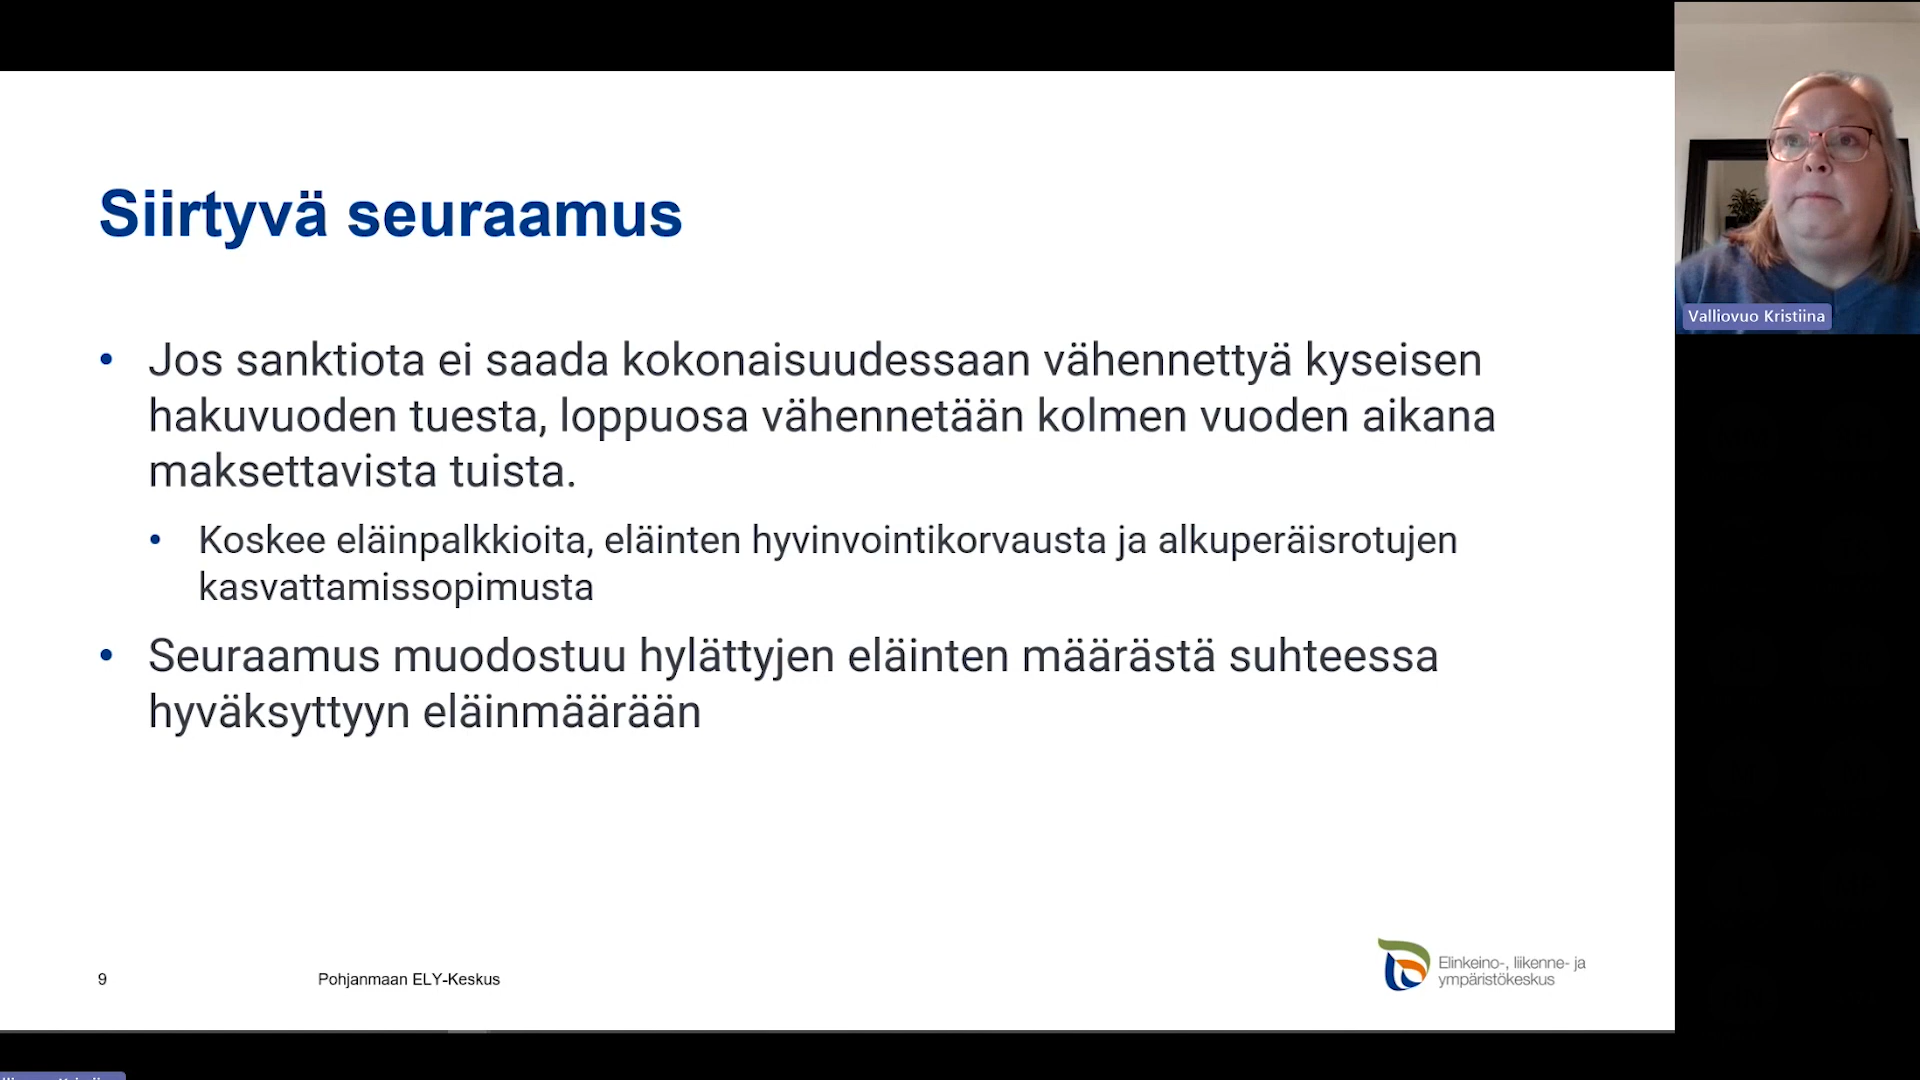 Siirtyvä seuraamus
• Jos sanktiota ei saada kokonaisuudessaan vähennettyä kyseisen
hakuvuoden tuesta, loppuosa vähennetään kolmen vuoden aikana
maksettavista tuista.
• Koskee eläinpalkkioita, eläinten hyvinvointikorvausta ja alkuperäisrotujen
kasvattamissopimusta
• Seuraamus muodostuu hylättyjen eläinten määrästä suhteessa
hyväksyttyyn eläinmäärään
9
Pohjanmaan ELY-Keskus
Elinkeino-, liikenne- ja
ympäristökeskus
Valliovuo Kristiina